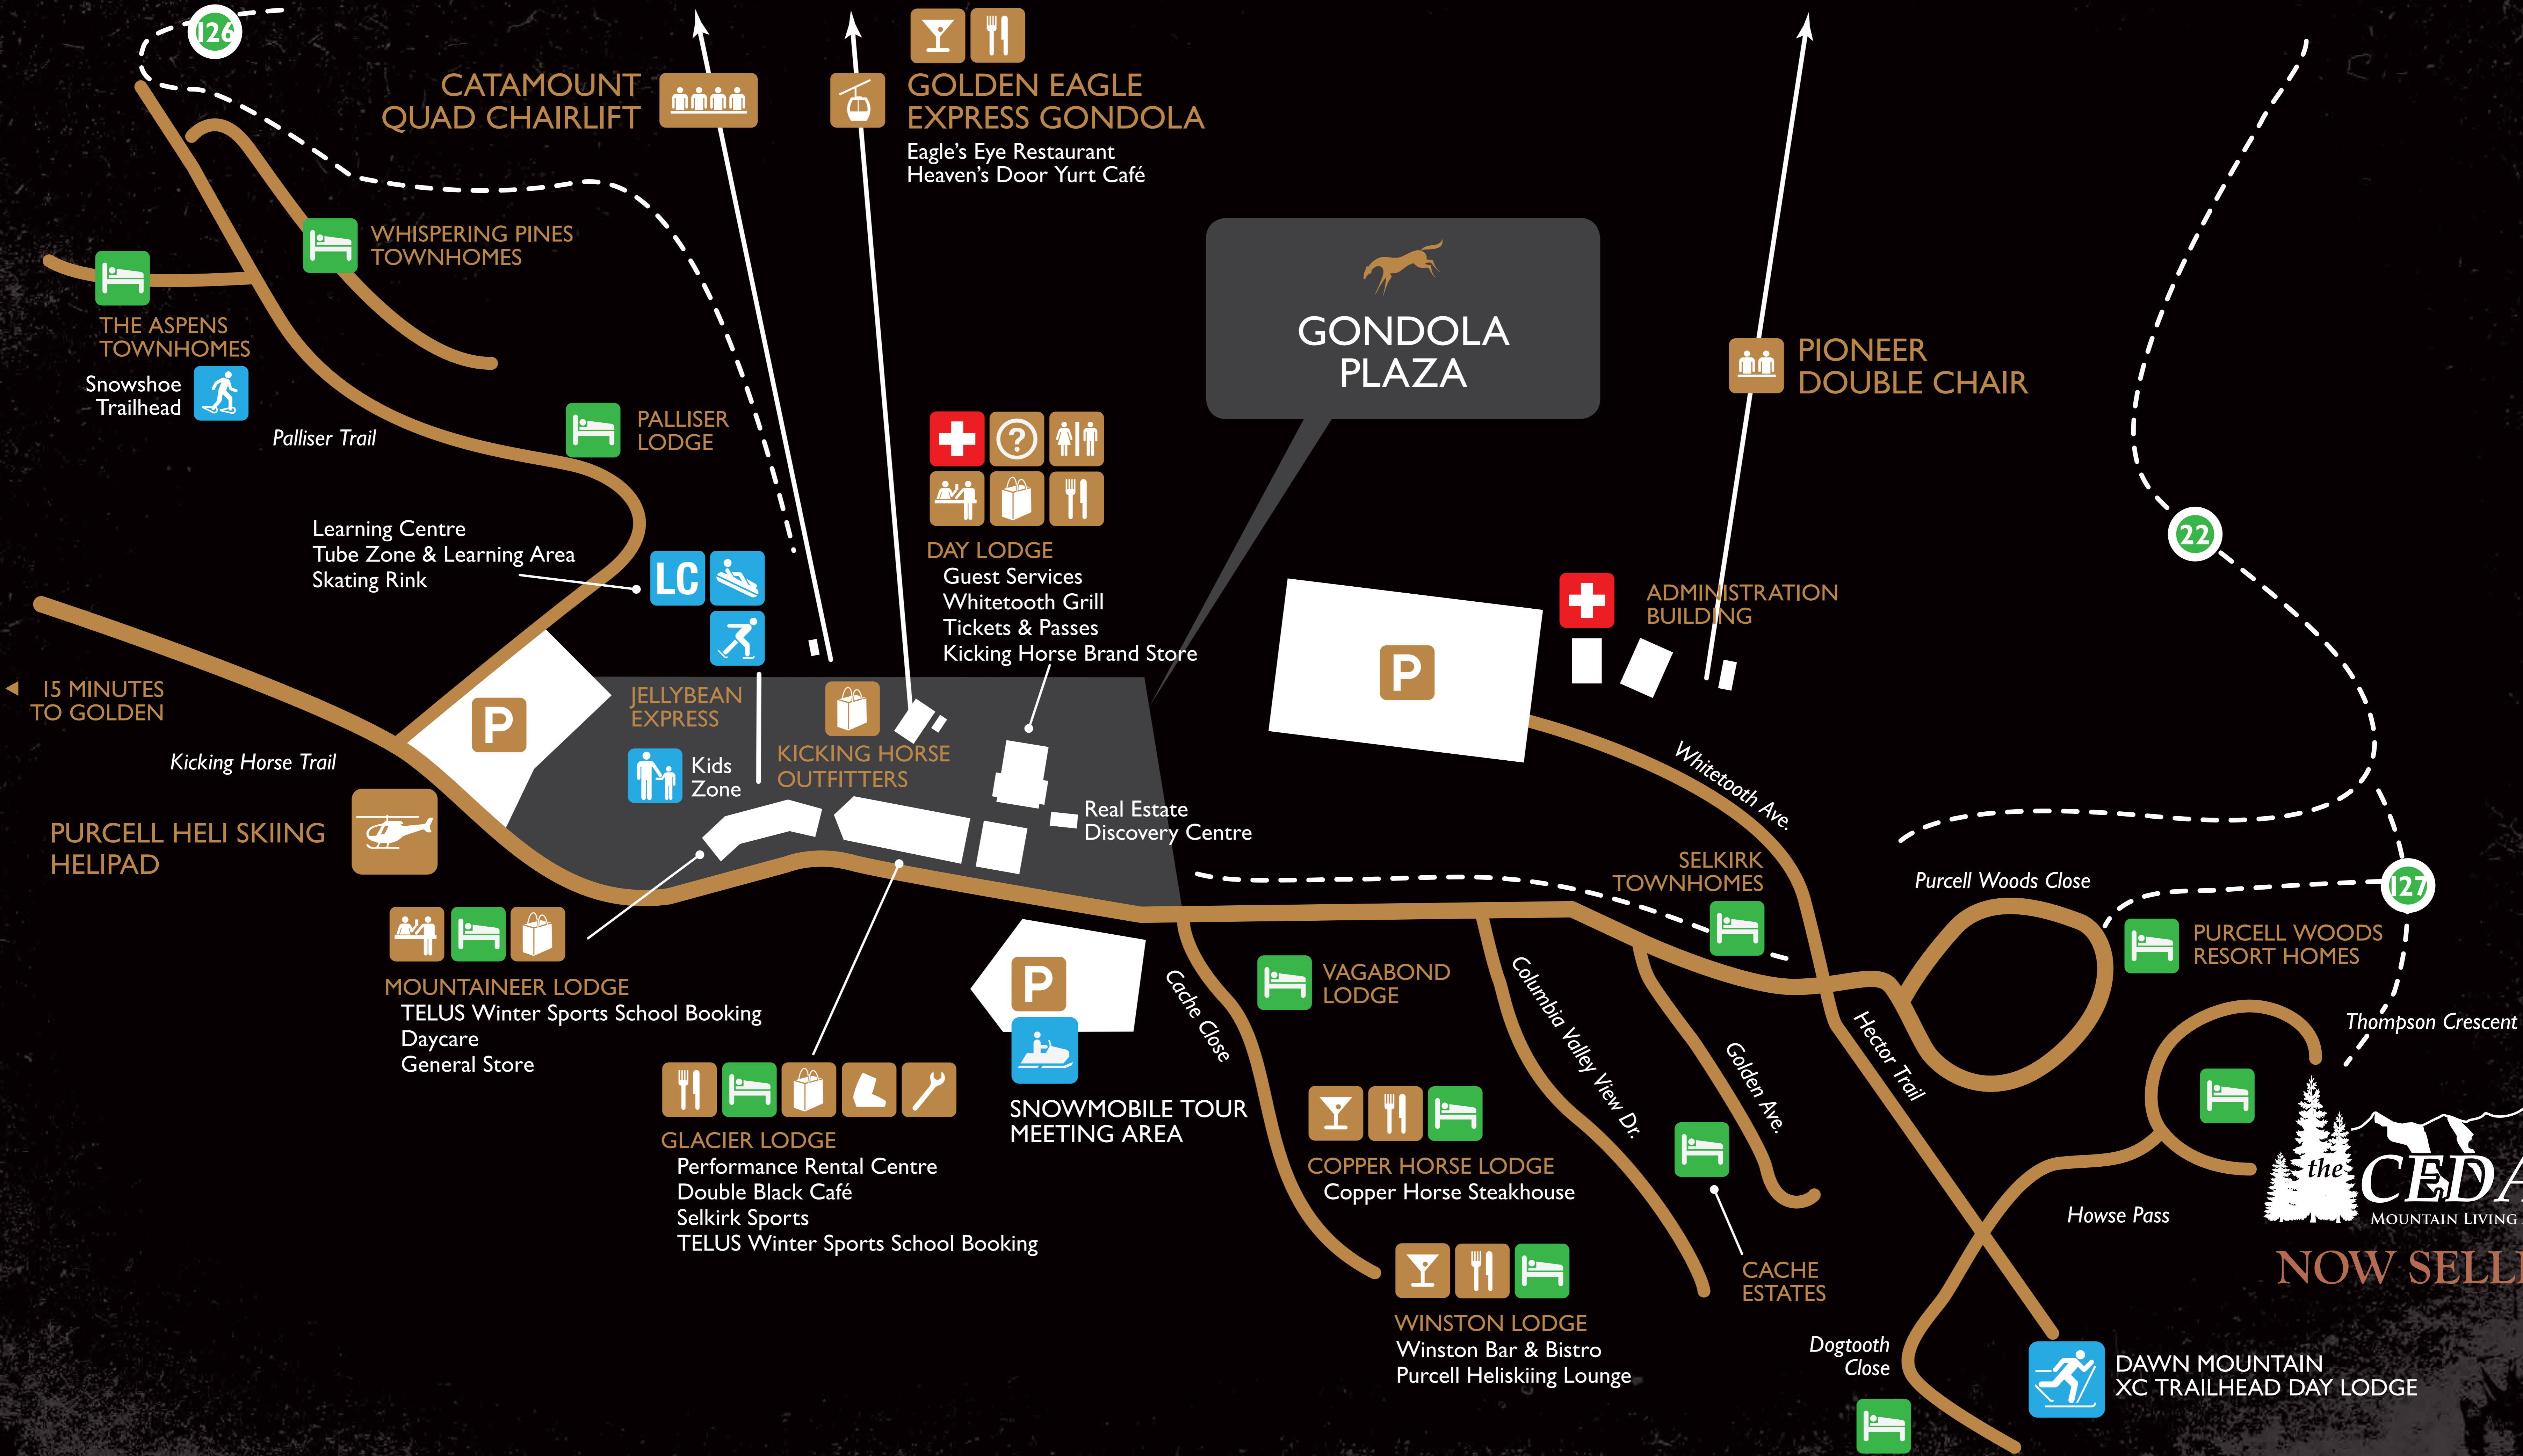 126
CATAMOUNT
QUAD CHAIRLIFT
GOLDEN EAGLE
EXPRESS GONDOLA
Eagle's Eye Restaurant
Heaven's Door Yurt Café
WHISPERING PINES
TOWNHOMES
THE ASPENS
TOWNHOMES
Snowshoe
Trailhead
Palliser Trail
PALLISER
LODGE
GONDOLA
PLAZA
PIONEER
DOUBLE CHAIR
22
Learning Centre
Tube Zone & Learning Area
Skating Rink
LC
?
DAY LODGE
Guest Services
Whitetooth Grill
Tickets & Passes
Kicking Horse Brand Store
ADMINISTRATION
BUILDING
P
15 MINUTES
TO GOLDEN
Kicking Horse Trail
P
JELLYBEAN
EXPRESS
Kids
Zone
KICKING HORSE
OUTFITTERS
Real Estate
Discovery Centre
Whitetooth Ave.
PURCELL HELI SKIING
HELIPAD
SELKIRK
TOWNHOMES
Purcell Woods Close
127
PURCELL WOODS
RESORT HOMES
MOUNTAINEER LODGE
TELUS Winter Sports School Booking
Daycare
General Store
P
SNOWMOBILE TOUR
MEETING AREA
Cache Close
VAGABOND
LODGE
Columbia Valley View Dr.
Golden Ave.
Hector Trail
Thompson Crescent
GLACIER LODGE
Performance Rental Centre
Double Black Café
Selkirk Sports
TELUS Winter Sports School Booking
COPPER HORSE LODGE
Copper Horse Steakhouse
WINSTON LODGE
Winston Bar & Bistro
Purcell Heliskiing Lounge
CACHE
ESTATES
Howse Pass
the CEDA
MOUNTAIN LIVING
NOW SELL
Dogtooth
Close
DAWN MOUNTAIN
XC TRAILHEAD DAY LODGE